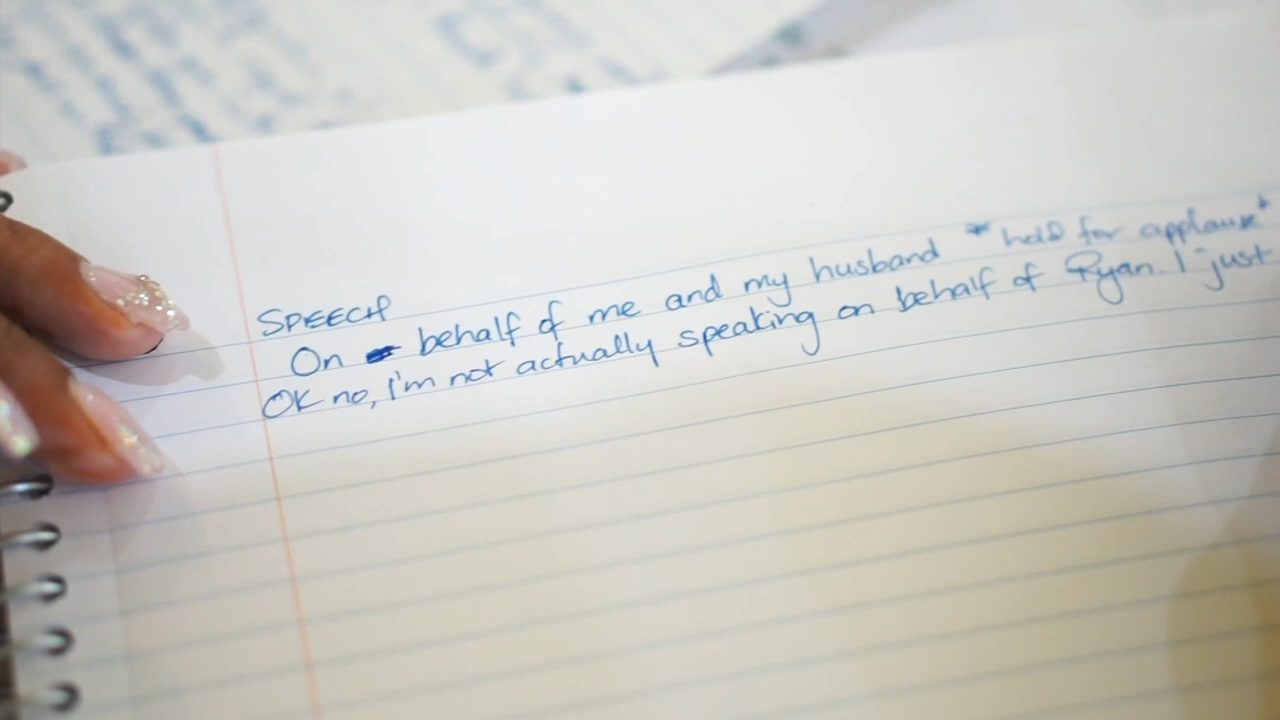 SPEECH
On behalf of me and my husband *hold for applause*
OK no, I'm not actually speaking on behalf of Ryan. I just